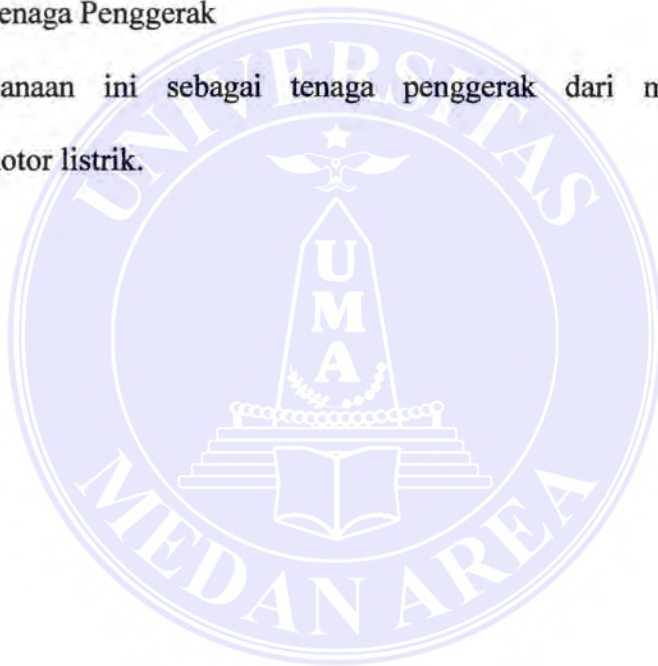 enaga Penggerak
anaan ini sebagai tenaga penggerak dari m
otor listrik.
UNIVERSITAS
UMA
MEDAN AREA